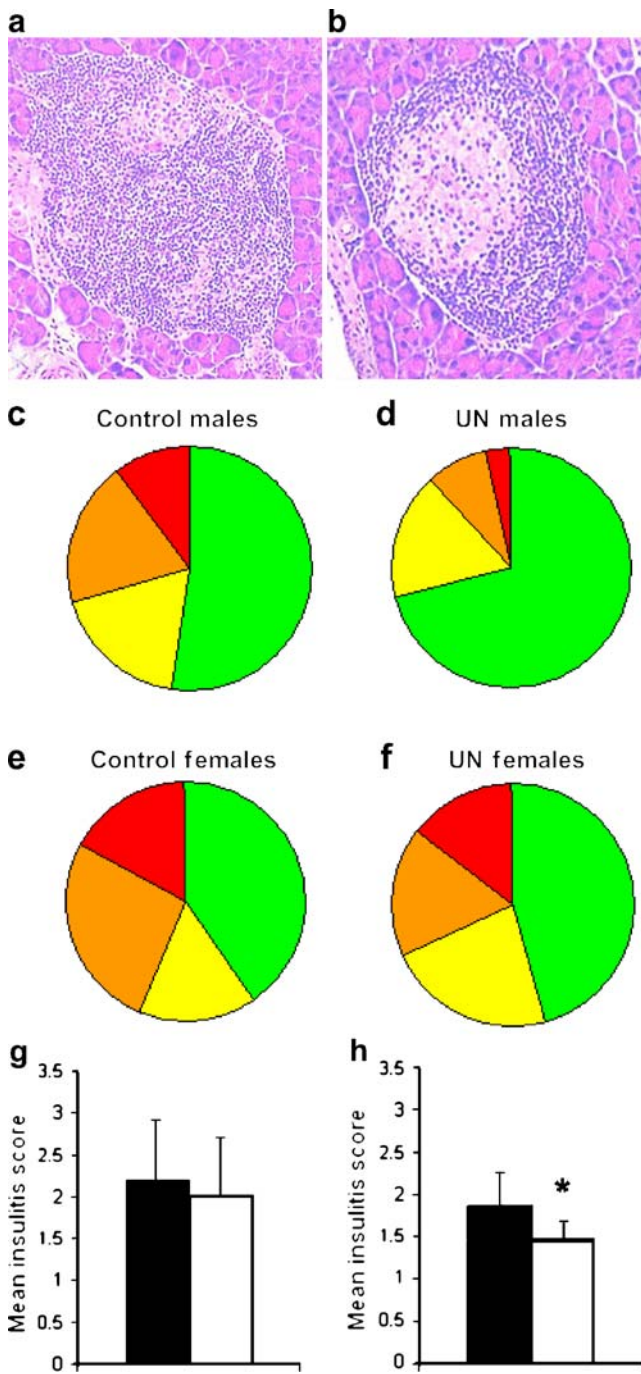 a
b
c
Control males
d
UN males
e
Control females
f
UN females
g
3.5
3
2.5
2
1.5
1
0.5
0
Mean insulitis score
h
3.5
3
2.5
2
1.5
1
0.5
0
Mean insulitis score
*